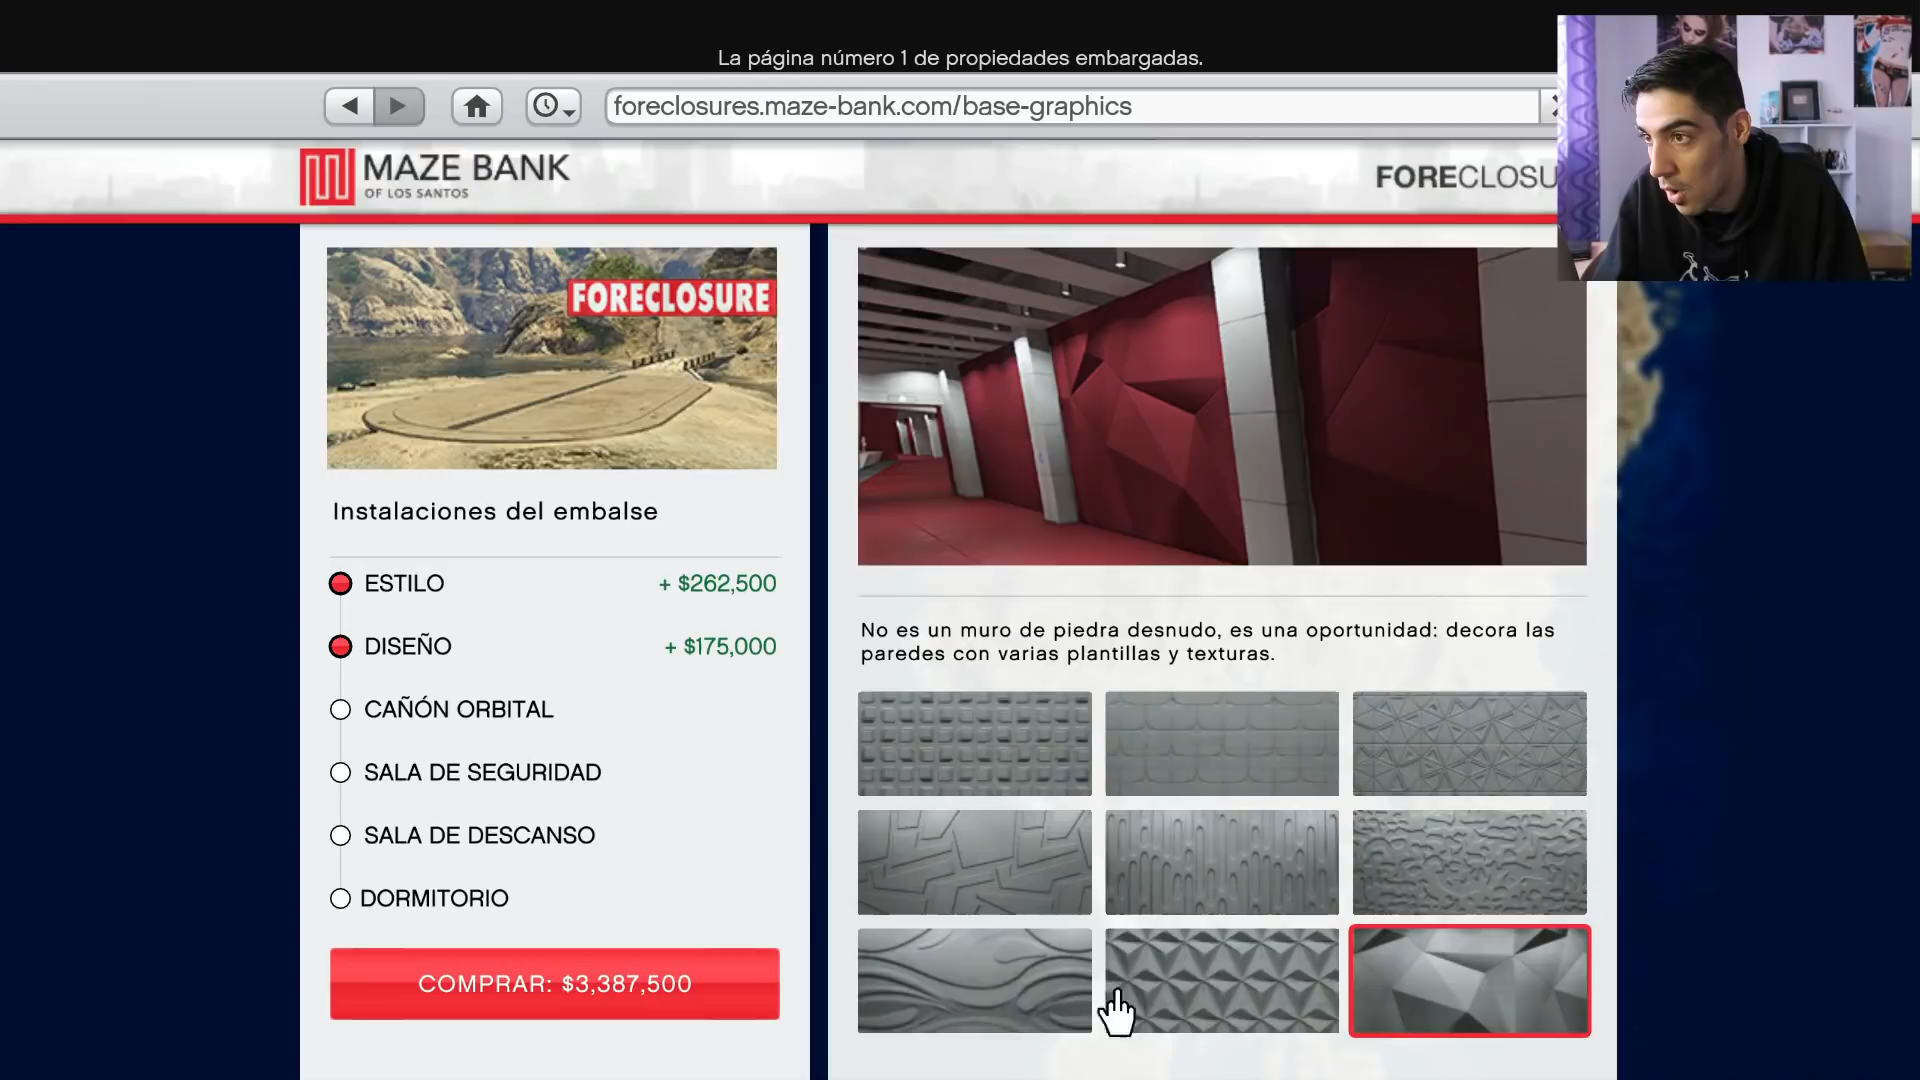 La página número 1 de propiedades embargadas.
foreclosures.maze-bank.com/base-graphics
MAZE BANK
OF LOS SANTOS
FORECLOSU
FORECLOSURE
Instalaciones del embalse
ESTILO + $262,500
DISEÑO + $175,000
CAÑÓN ORBITAL
SALA DE SEGURIDAD
SALA DE DESCANSO
DORMITORIO
COMPRAR: $3,387,500
No es un muro de piedra desnudo, es una oportunidad: decora las
paredes con varias plantillas y texturas.